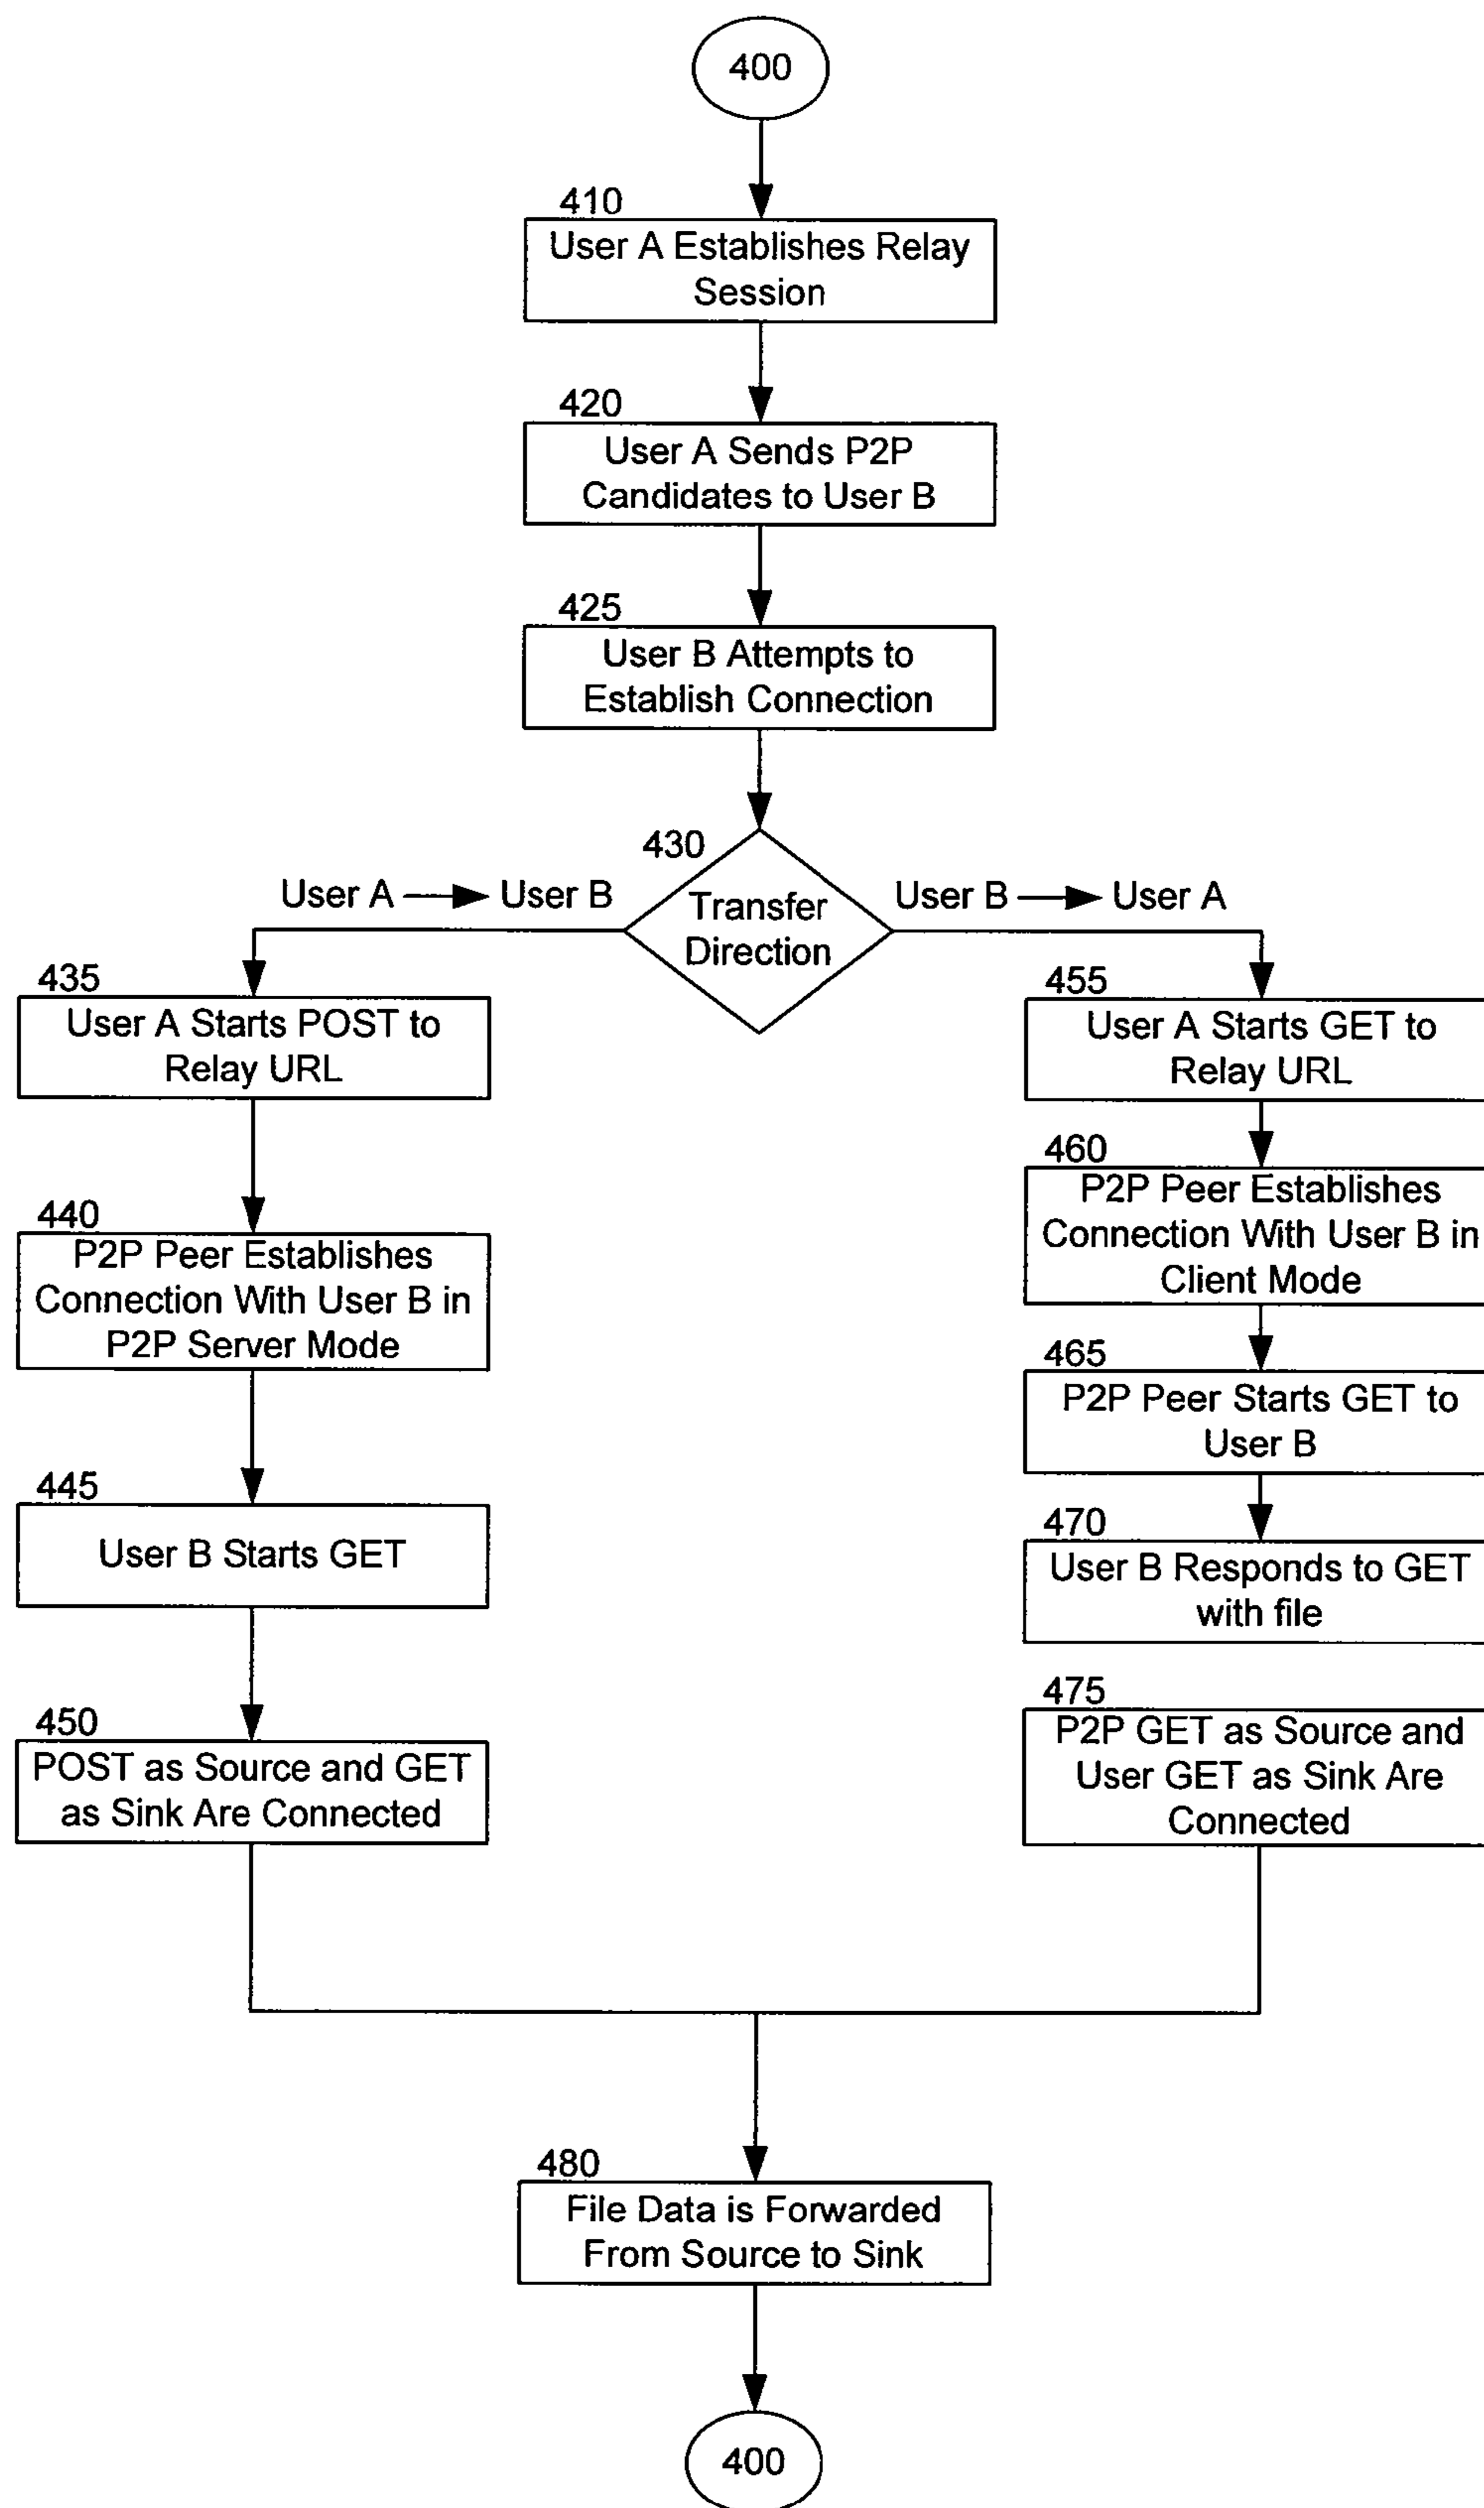 400
410
User A Establishes Relay
Session
420
User A Sends P2P
Candidates to User B
425
User B Attempts to
Establish Connection
430
Transfer
Direction
User A
User B
User B
User A
435
User A Starts POST to
Relay URL
440
P2P Peer Establishes
Connection With User B in
P2P Server Mode
445
User B Starts GET
450
POST as Source and GET
as Sink Are Connected
455
User A Starts GET to
Relay URL
460
P2P Peer Establishes
Connection With User B in
Client Mode
465
P2P Peer Starts GET to
User B
470
User B Responds to GET
with file
475
P2P GET as Source and
User GET as Sink Are
Connected
480
File Data is Forwarded
From Source to Sink
400